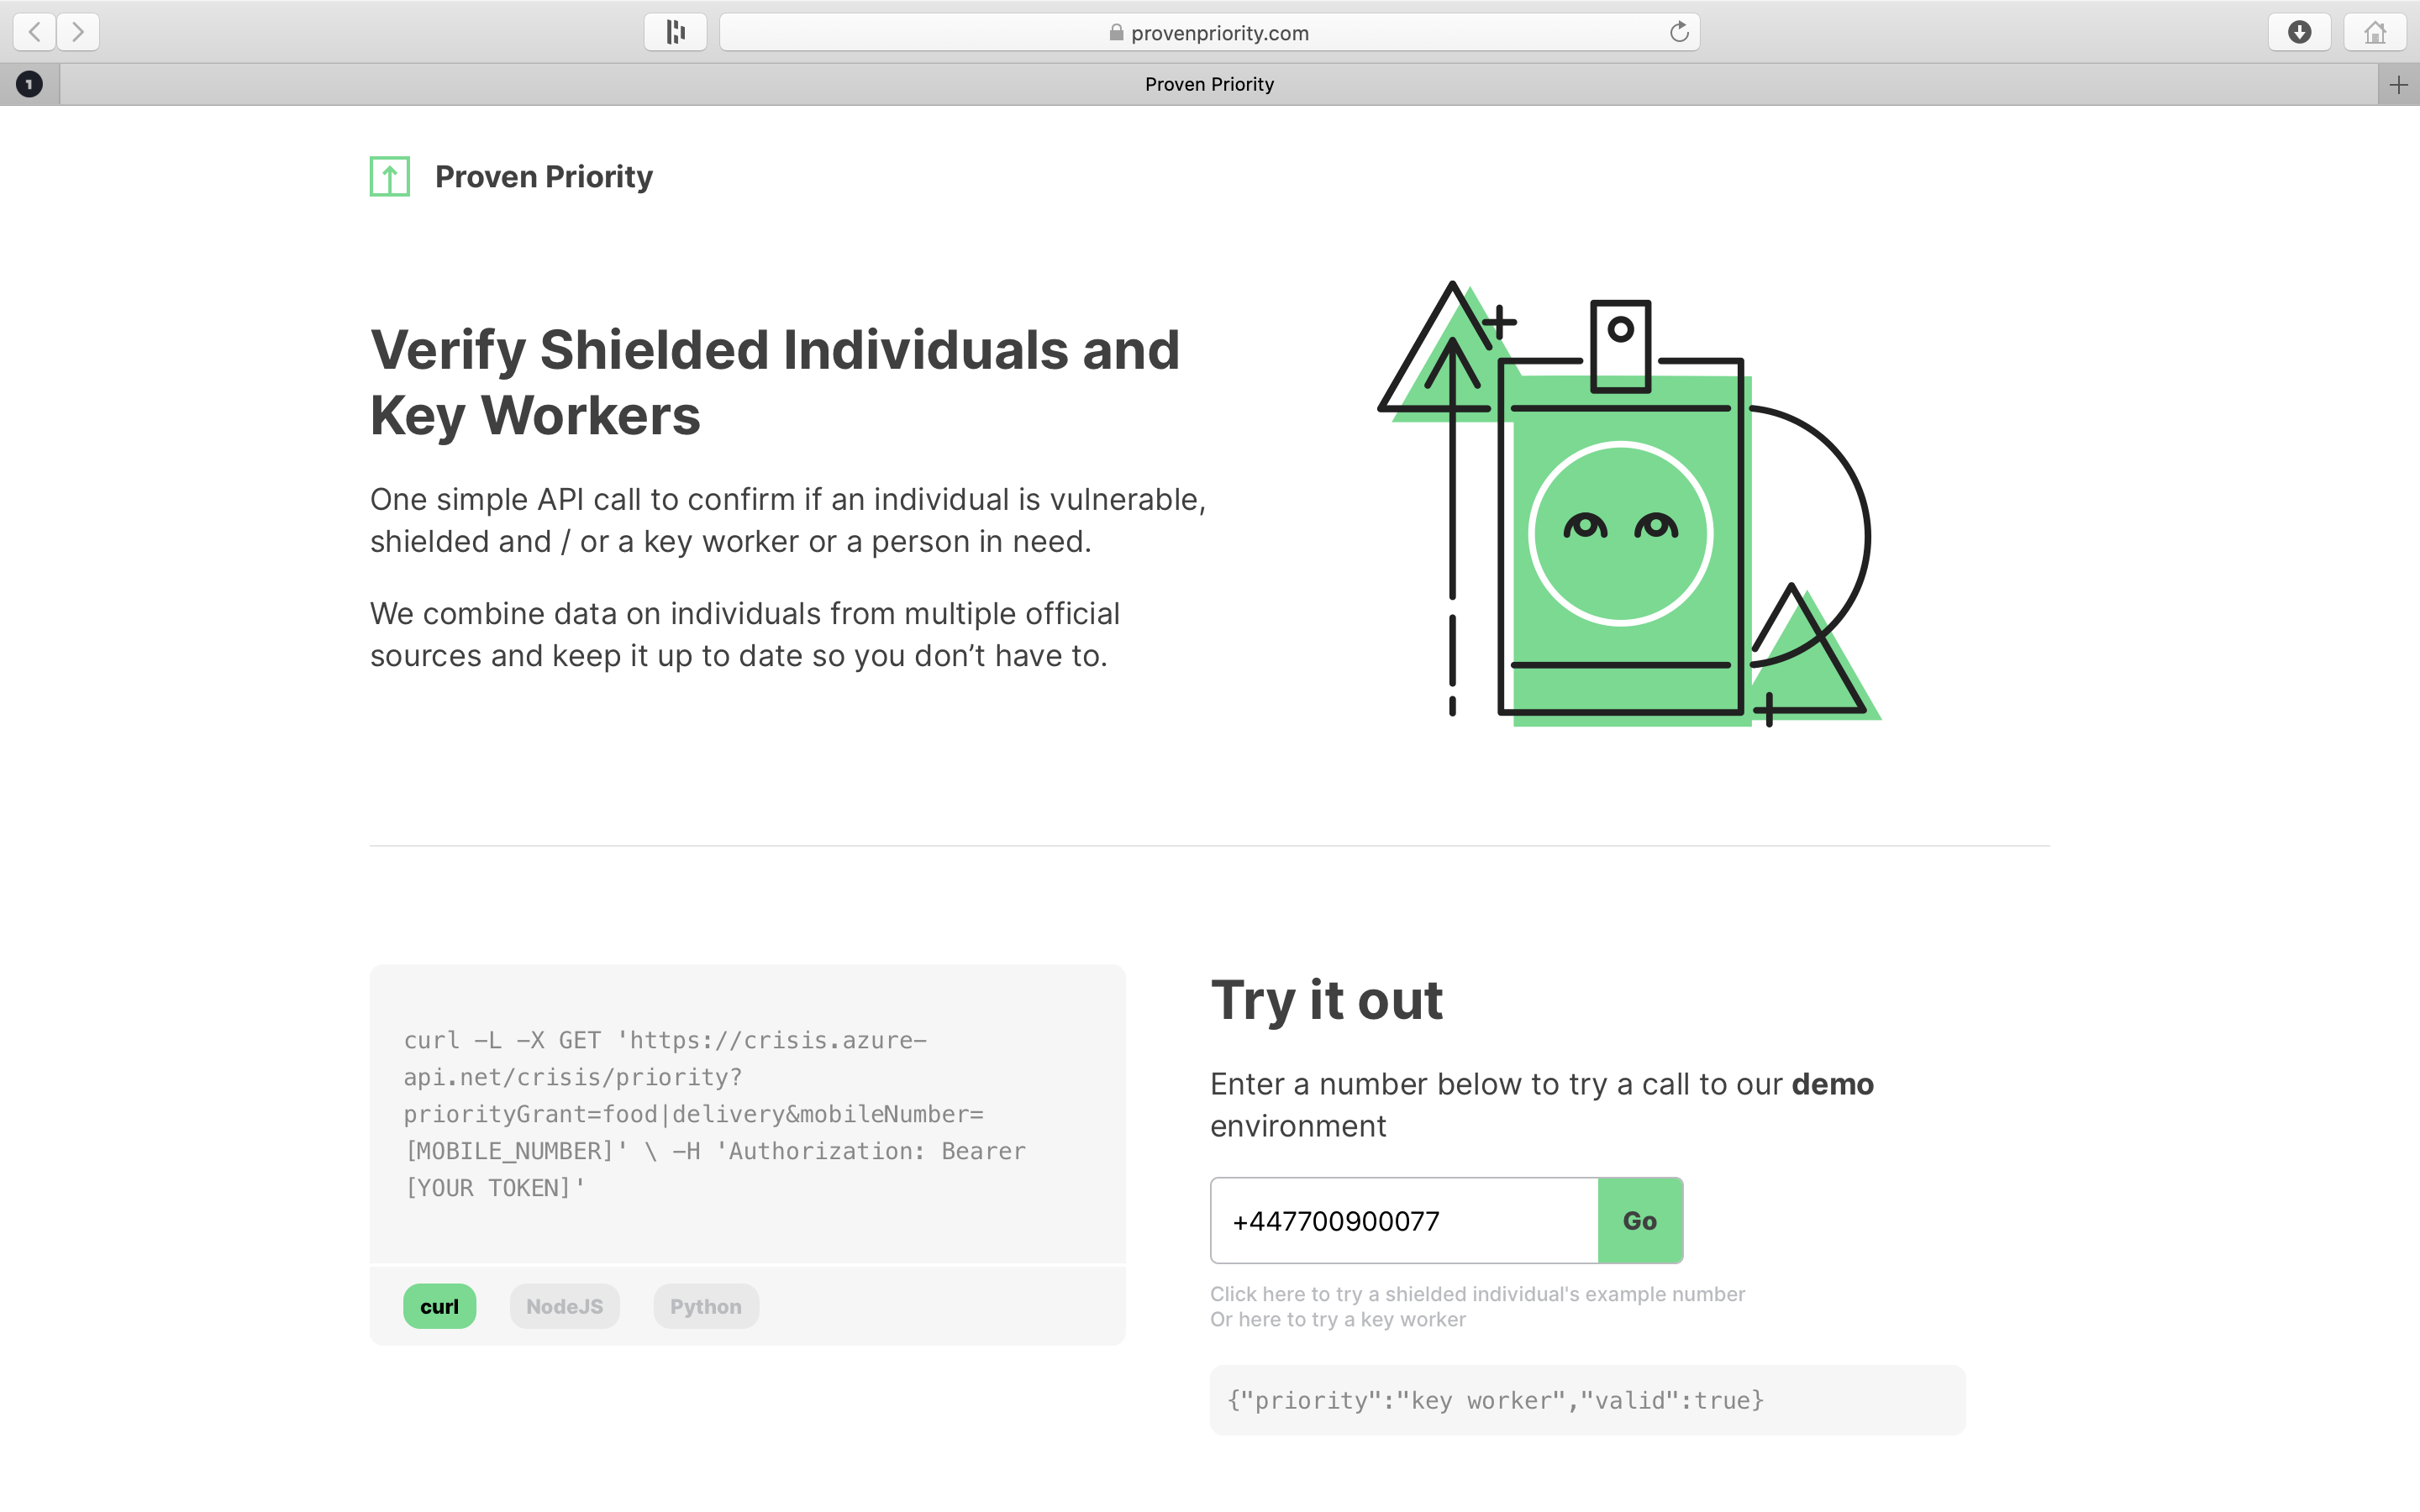 provenpriority.com
1
Proven Priority
Proven Priority
Verify Shielded Individuals and
Key Workers
One simple API call to confirm if an individual is vulnerable,
shielded and / or a key worker or a person in need.
We combine data on individuals from multiple official
sources and keep it up to date so you don’t have to.
curl -L -X GET 'https://crisis.azure-
api.net/crisis/priority?
priorityGrant=food|delivery&mobileNumber=
[MOBILE_NUMBER]' \ -H 'Authorization: Bearer
[YOUR TOKEN]'
curl NodeJS Python
Try it out
Enter a number below to try a call to our demo
environment
+447700900077 Go
Click here to try a shielded individual's example number
Or here to try a key worker
{"priority":"key worker","valid":true}